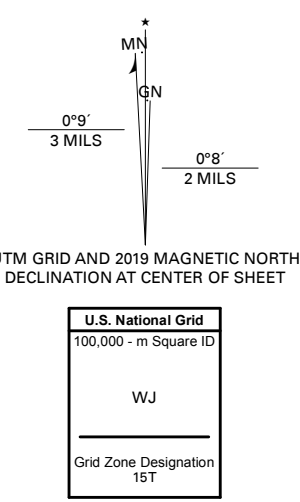 ★
MN
GN
0°9´
3 MILS
0°8´
2 MILS
UTM GRID AND 2019 MAGNETIC NORTH
DECLINATION AT CENTER OF SHEET
U.S. National Grid
100,000 - m Square ID
WJ
Grid Zone Designation
15T